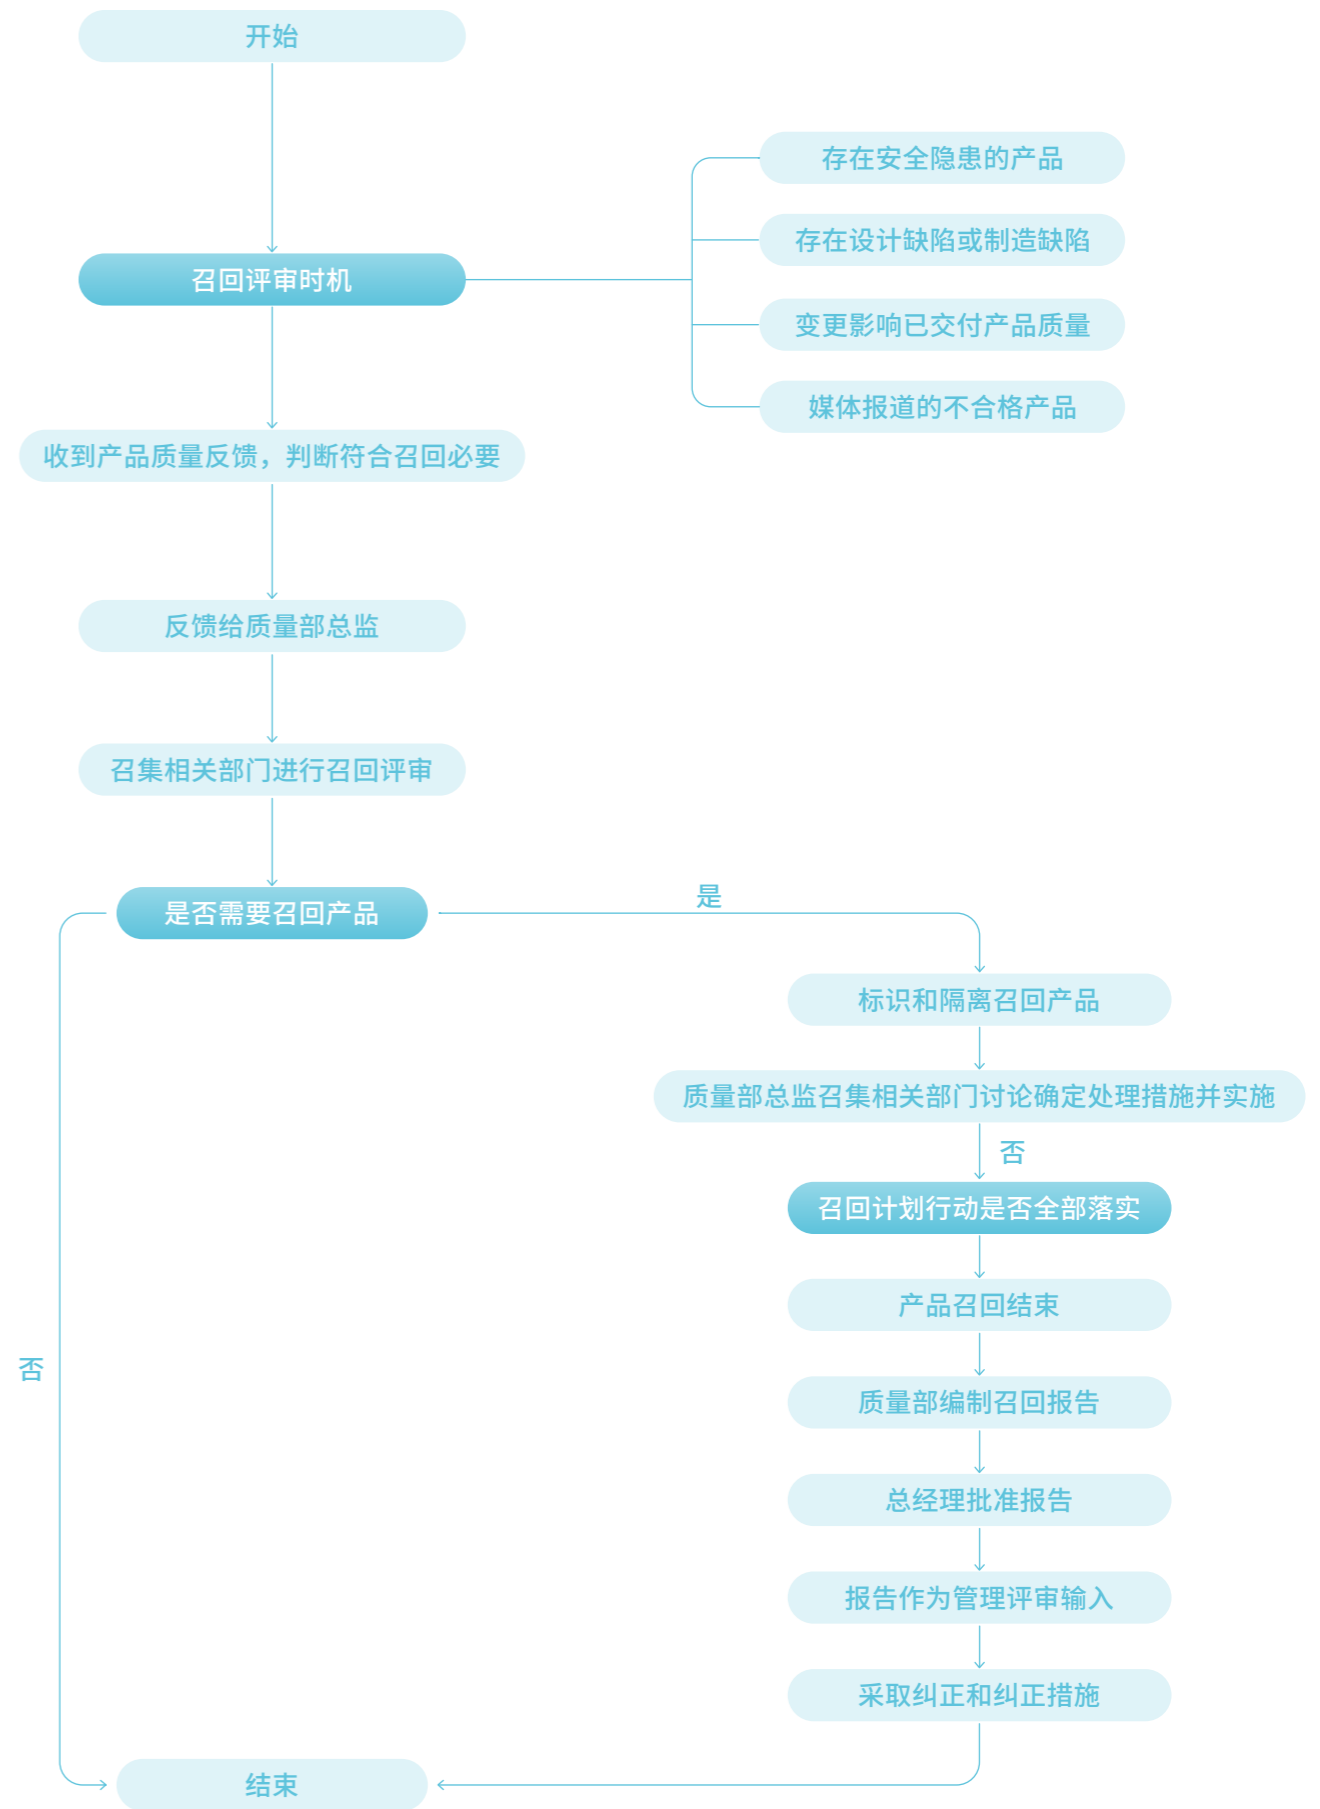 开始
存在安全隐患的产品
存在设计缺陷或制造缺陷
召回评审时机
变更影响已交付产品质量
媒体报道的不合格产品
收到产品质量反馈，判断符合召回必要
反馈给质量部总监
召集相关部门进行召回评审
是
是否需要召回产品
标识和隔离召回产品
质量部总监召集相关部门讨论确定处理措施并实施
否
召回计划行动是否全部落实
产品召回结束
否
质量部编制召回报告
总经理批准报告
报告作为管理评审输入
采取纠正和纠正措施
结束